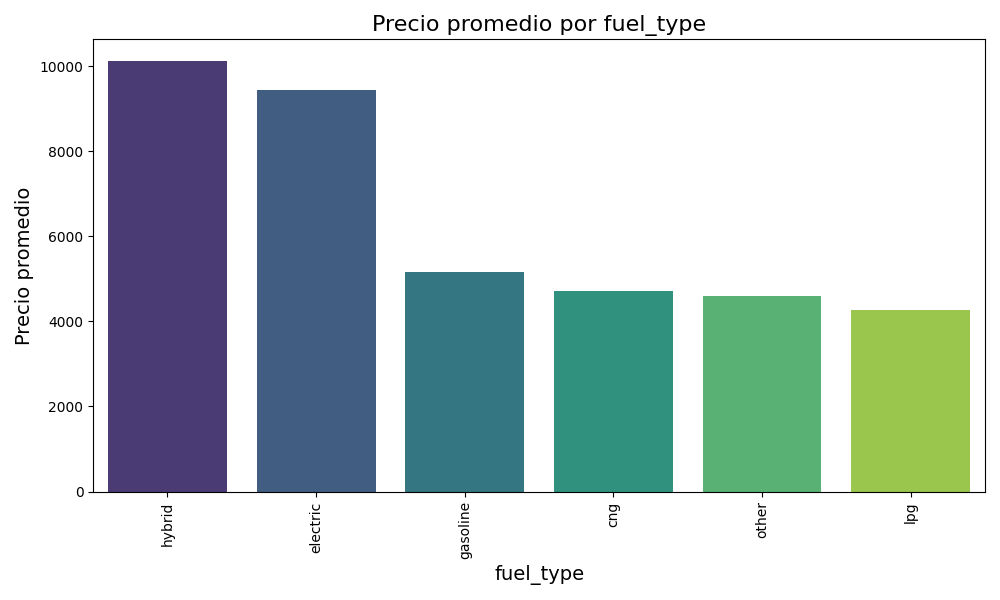 Precio promedio por fuel_type
Precio promedio
10000
8000
6000
4000
2000
0
hybrid
electric
gasoline
cng
other
lpg
fuel_type